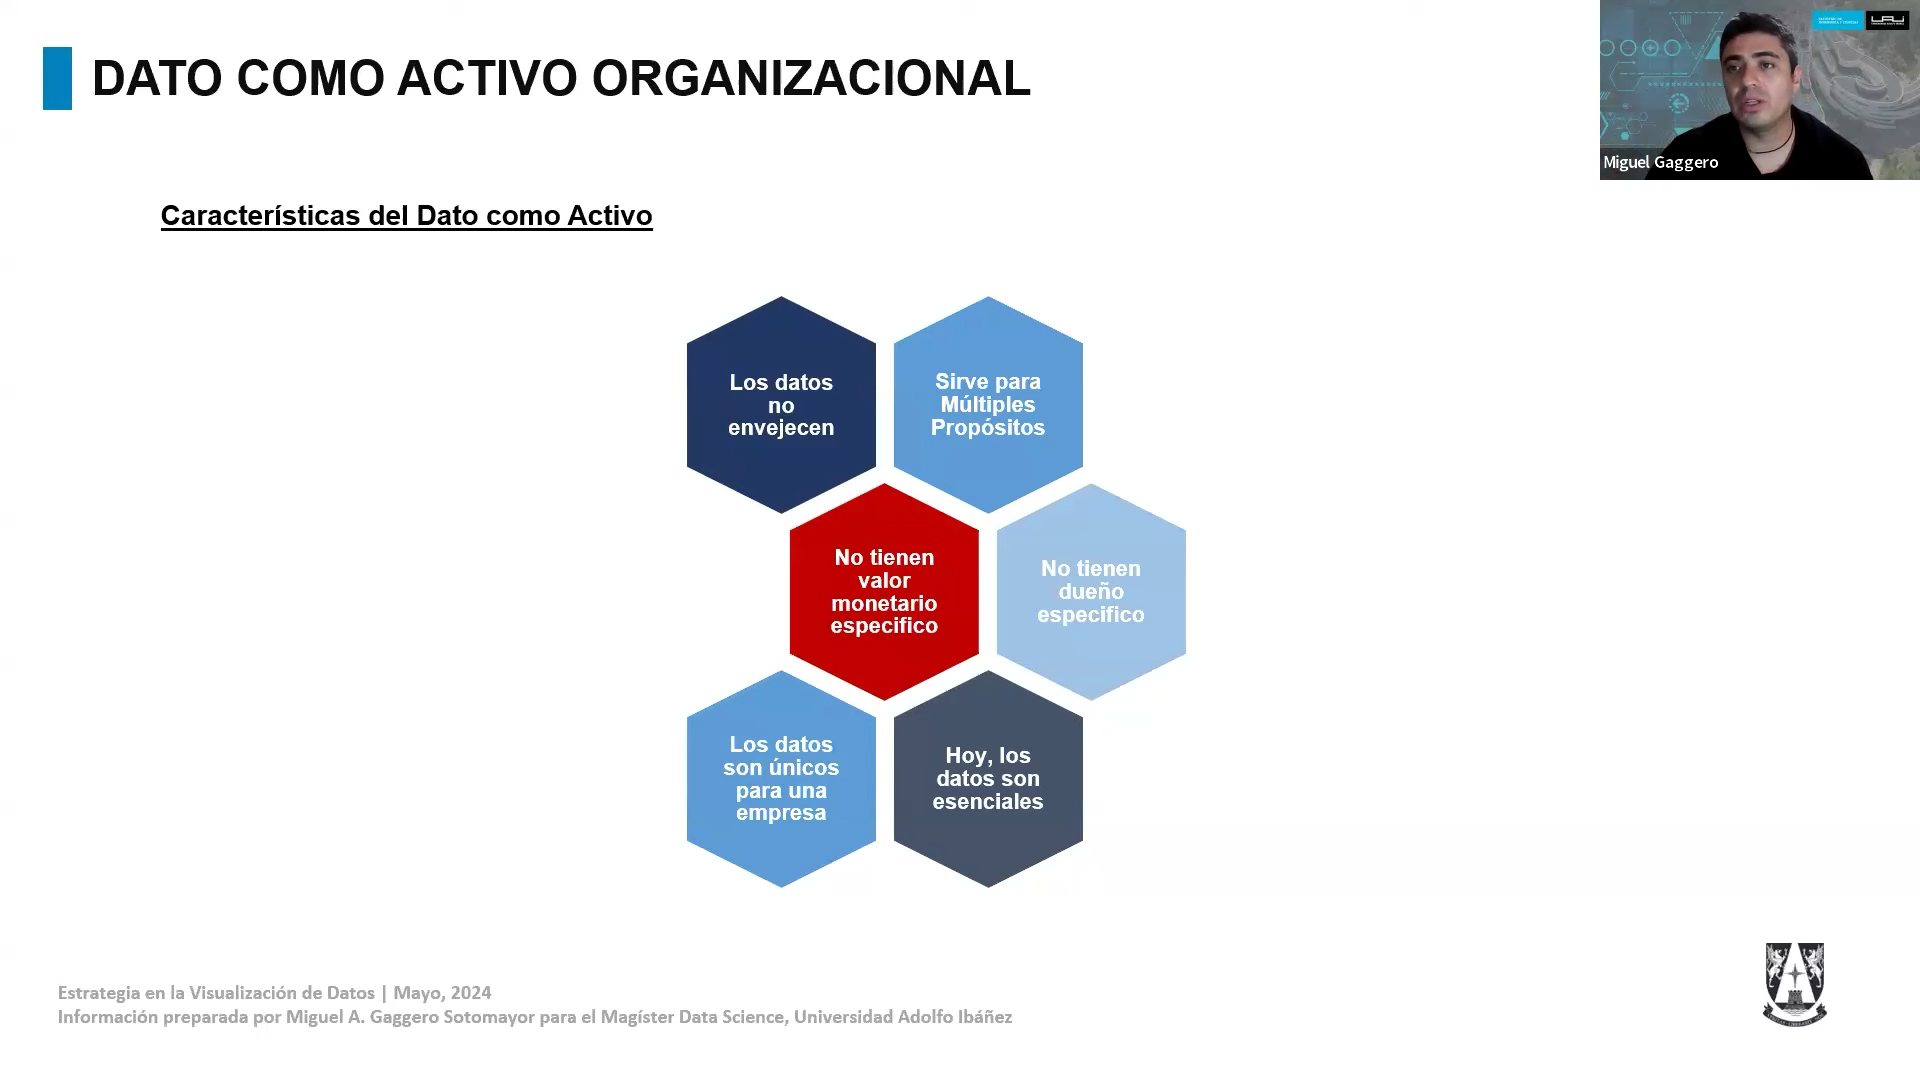 DATO COMO ACTIVO ORGANIZACIONAL
Miguel Gaggero
Características del Dato como Activo
Los datos
no
envejecen
Sirve para
Múltiples
Propósitos
No tienen
valor
monetario
especifico
No tienen
dueño
especifico
Los datos
son únicos
para una
empresa
Hoy, los
datos son
esenciales
Estrategia en la Visualización de Datos | Mayo, 2024
Información preparada por Miguel A. Gaggero Sotomayor para el Magíster Data Science, Universidad Adolfo Ibáñez